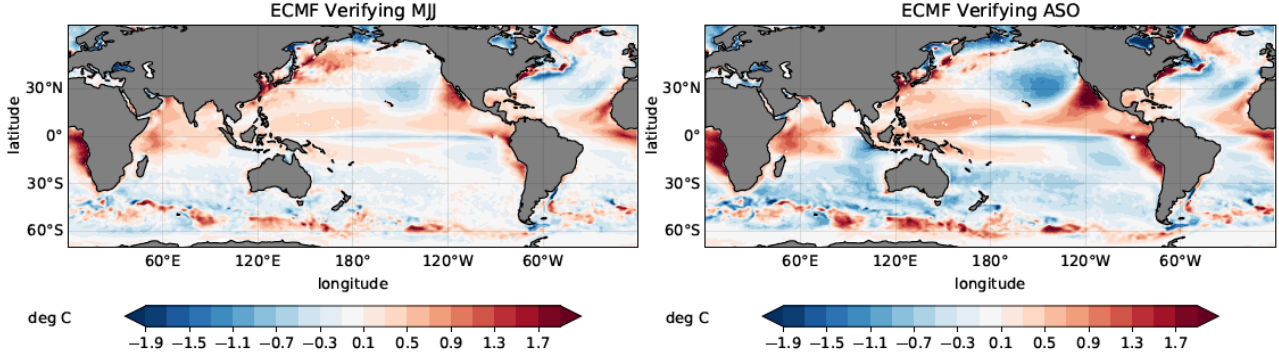 ECMF Verifying MJJ
latitude
30°N
0°
30°S
60°S
60°E 120°E 180° 120°W 60°W
longitude
deg C
−1.9 −1.5 −1.1 −0.7 −0.3 0.1 0.5 0.9 1.3 1.7
ECMF Verifying ASO
latitude
30°N
0°
30°S
60°S
60°E 120°E 180° 120°W 60°W
longitude
deg C
−1.9 −1.5 −1.1 −0.7 −0.3 0.1 0.5 0.9 1.3 1.7